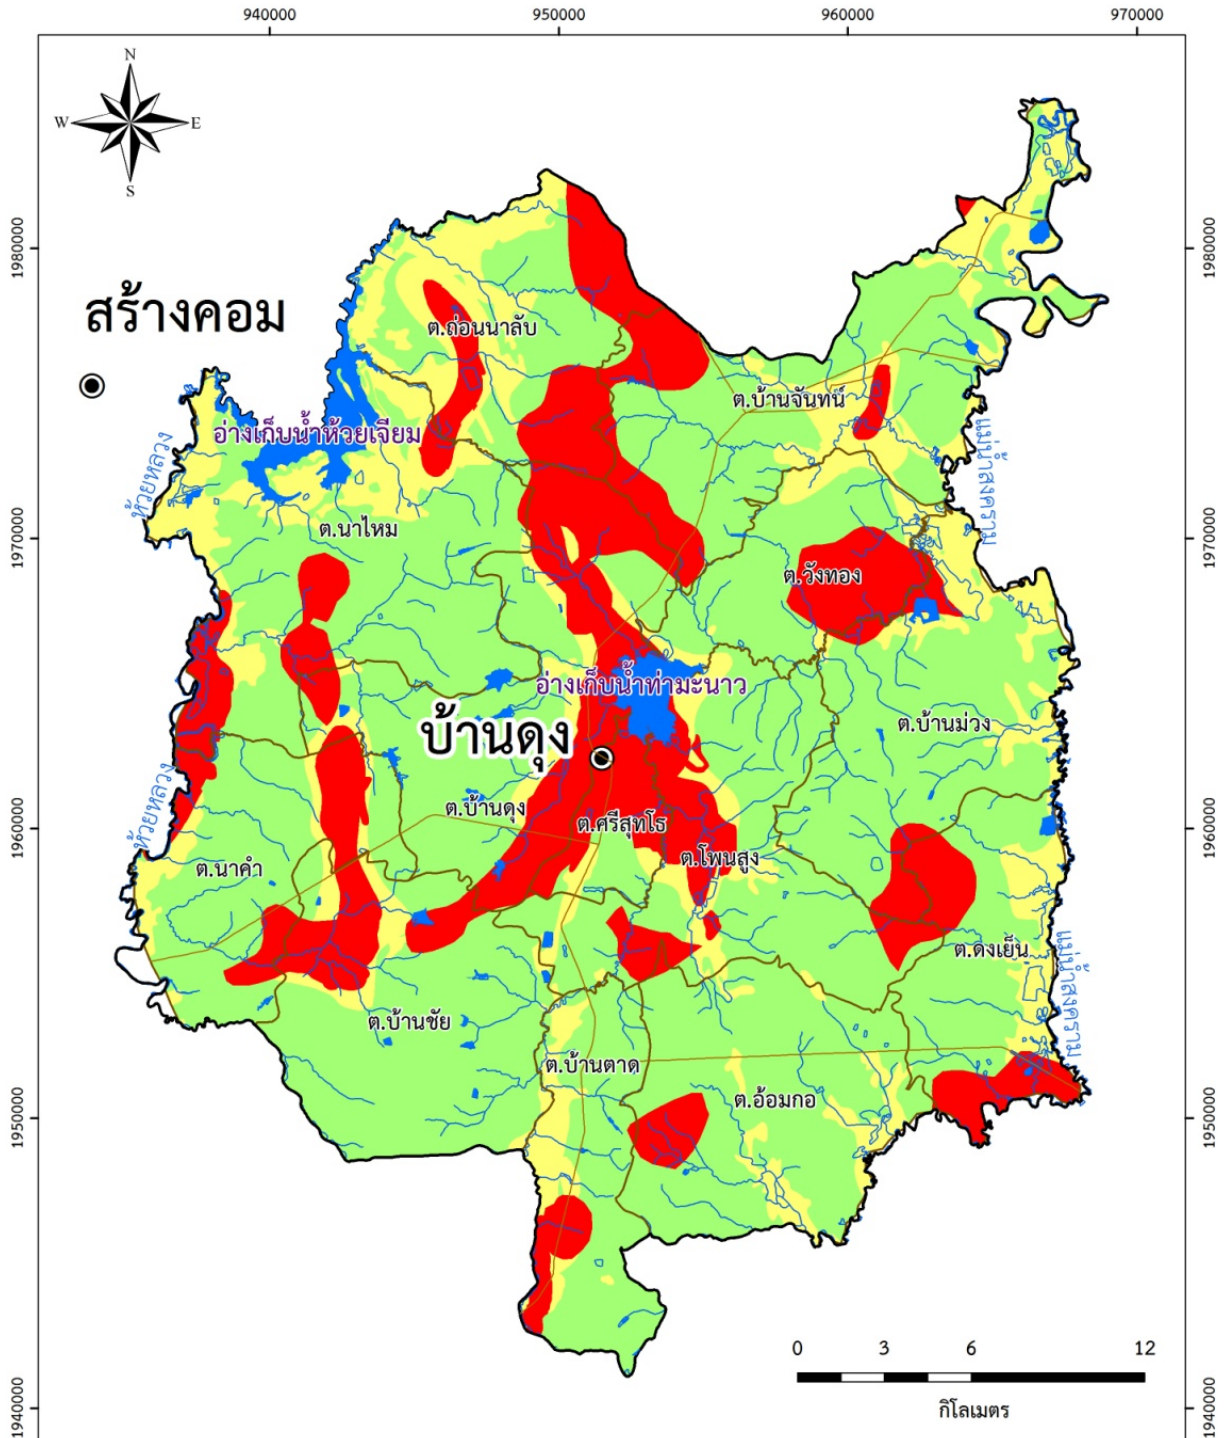 940000 950000 960000 970000
N
W E
S
1980000 1980000
สร้างคอม
ต.ถ่อนนาลับ
ต.บ้านจันทน์
อ่างเก็บน้ำห้วยเจียม
ห้วยหลวง
แม่น้ำสงคราม
ต.นาไหม
1970000 1970000
ต.วังทอง
อ่างเก็บน้ำท่ามะนาว
บ้านดุง
ต.บ้านม่วง
ห้วยหลวง
ต.บ้านดุง
ต.ศรีสุทโธ
1960000 1960000
ต.โพนสูง
ต.นาคำ
ต.ดงเย็น
แม่น้ำสงคราม
ต.บ้านชัย
ต.บ้านตาด
ต.อ้อมกอ
1950000 1950000
0 3 6 12
กิโลเมตร
1940000 1940000